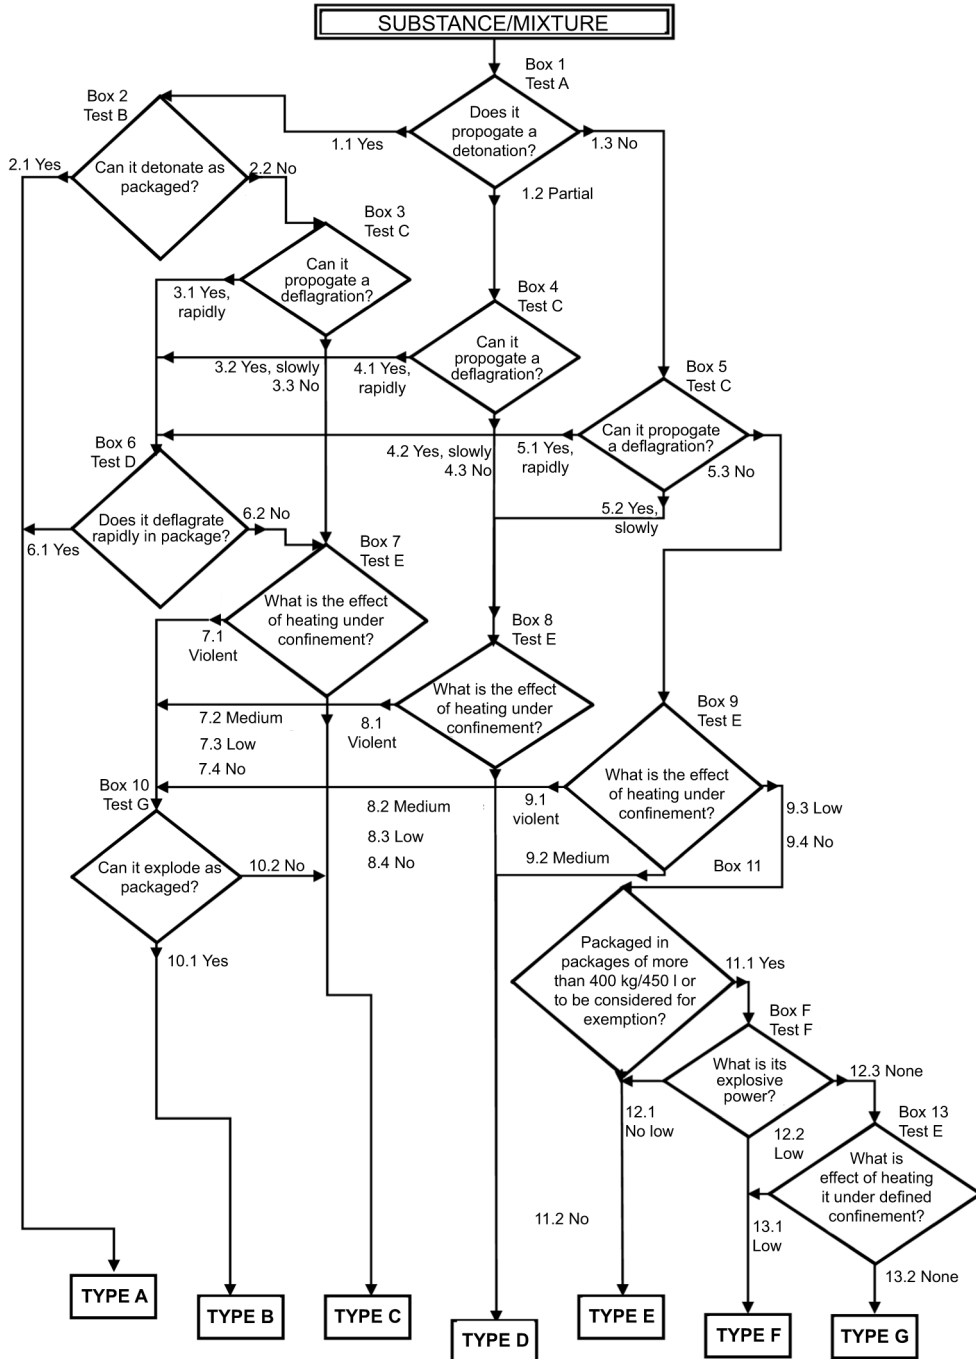 SUBSTANCE/MIXTURE
Box 1
Test A
Does it
propogate a
detonation?
1.1 Yes
1.2 Partial
1.3 No
Box 2
Test B
Can it detonate as
packaged?
2.1 Yes
2.2 No
Box 3
Test C
Can it
propogate a
deflagration?
3.1 Yes,
rapidly
3.2 Yes, slowly
3.3 No
Box 4
Test C
Can it
propogate a
deflagration?
4.1 Yes,
rapidly
4.2 Yes, slowly
4.3 No
Box 5
Test C
Can it propogate
a deflagration?
5.1 Yes,
rapidly
5.2 Yes,
slowly
5.3 No
Box 6
Test D
Does it deflagrate
rapidly in package?
6.1 Yes
6.2 No
Box 7
Test E
What is the effect
of heating under
confinement?
7.1
Violent
7.2 Medium
7.3 Low
7.4 No
Box 8
Test E
What is the effect
of heating under
confinement?
8.1
Violent
8.2 Medium
8.3 Low
8.4 No
Box 9
Test E
What is the effect
of heating under
confinement?
9.1
violent
9.2 Medium
9.3 Low
9.4 No
Box 10
Test G
Can it explode as
packaged?
10.1 Yes
10.2 No
Box 11
Packaged in
packages of more
than 400 kg/450 l or
to be considered for
exemption?
11.1 Yes
11.2 No
Box F
Test F
What is its
explosive
power?
12.1
No low
12.2
Low
12.3 None
Box 13
Test E
What is
effect of heating
it under defined
confinement?
13.1
Low
13.2 None
TYPE A
TYPE B
TYPE C
TYPE D
TYPE E
TYPE F
TYPE G